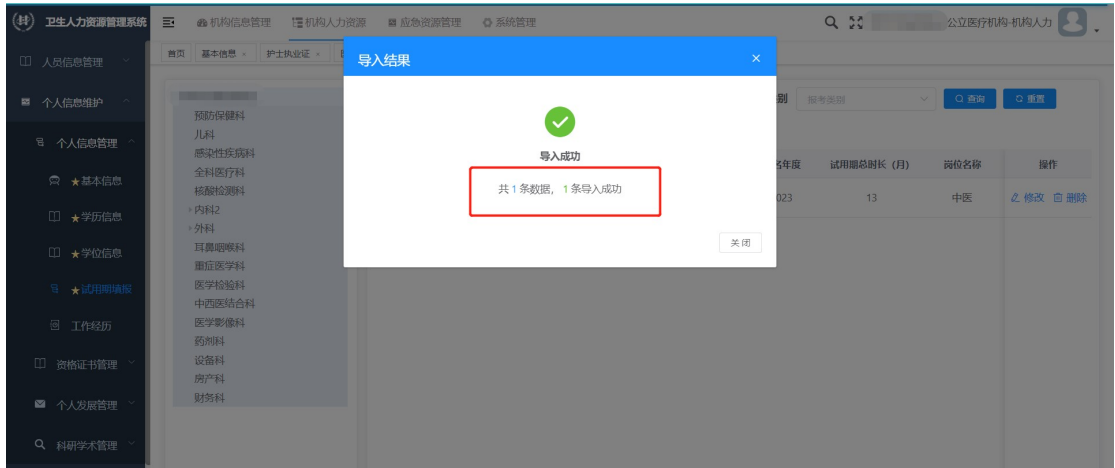 卫生人力资源管理系统
机构信息管理
机构人力资源
应急资源管理
系统管理
公立医疗机构-机构人力
首页
基本信息 ×
护士执业证 ×
人员信息管理
个人信息维护
个人信息管理
★基本信息
★学历信息
★学位信息
★试用期填报
工作经历
资格证书管理
个人发展管理
科研学术管理
预防保健科
儿科
感染性疾病科
全科医疗科
核酸检测科
内科2
外科
耳鼻咽喉科
重症医学科
医学检验科
中西医结合科
医学影像科
药剂科
设备科
房产科
财务科
导入结果
×
导入成功
共 1 条数据, 1 条导入成功
关闭
别
报考类别
查询
重置
名年度
试用期总时长（月）
岗位名称
操作
023
13
中医
修改
删除